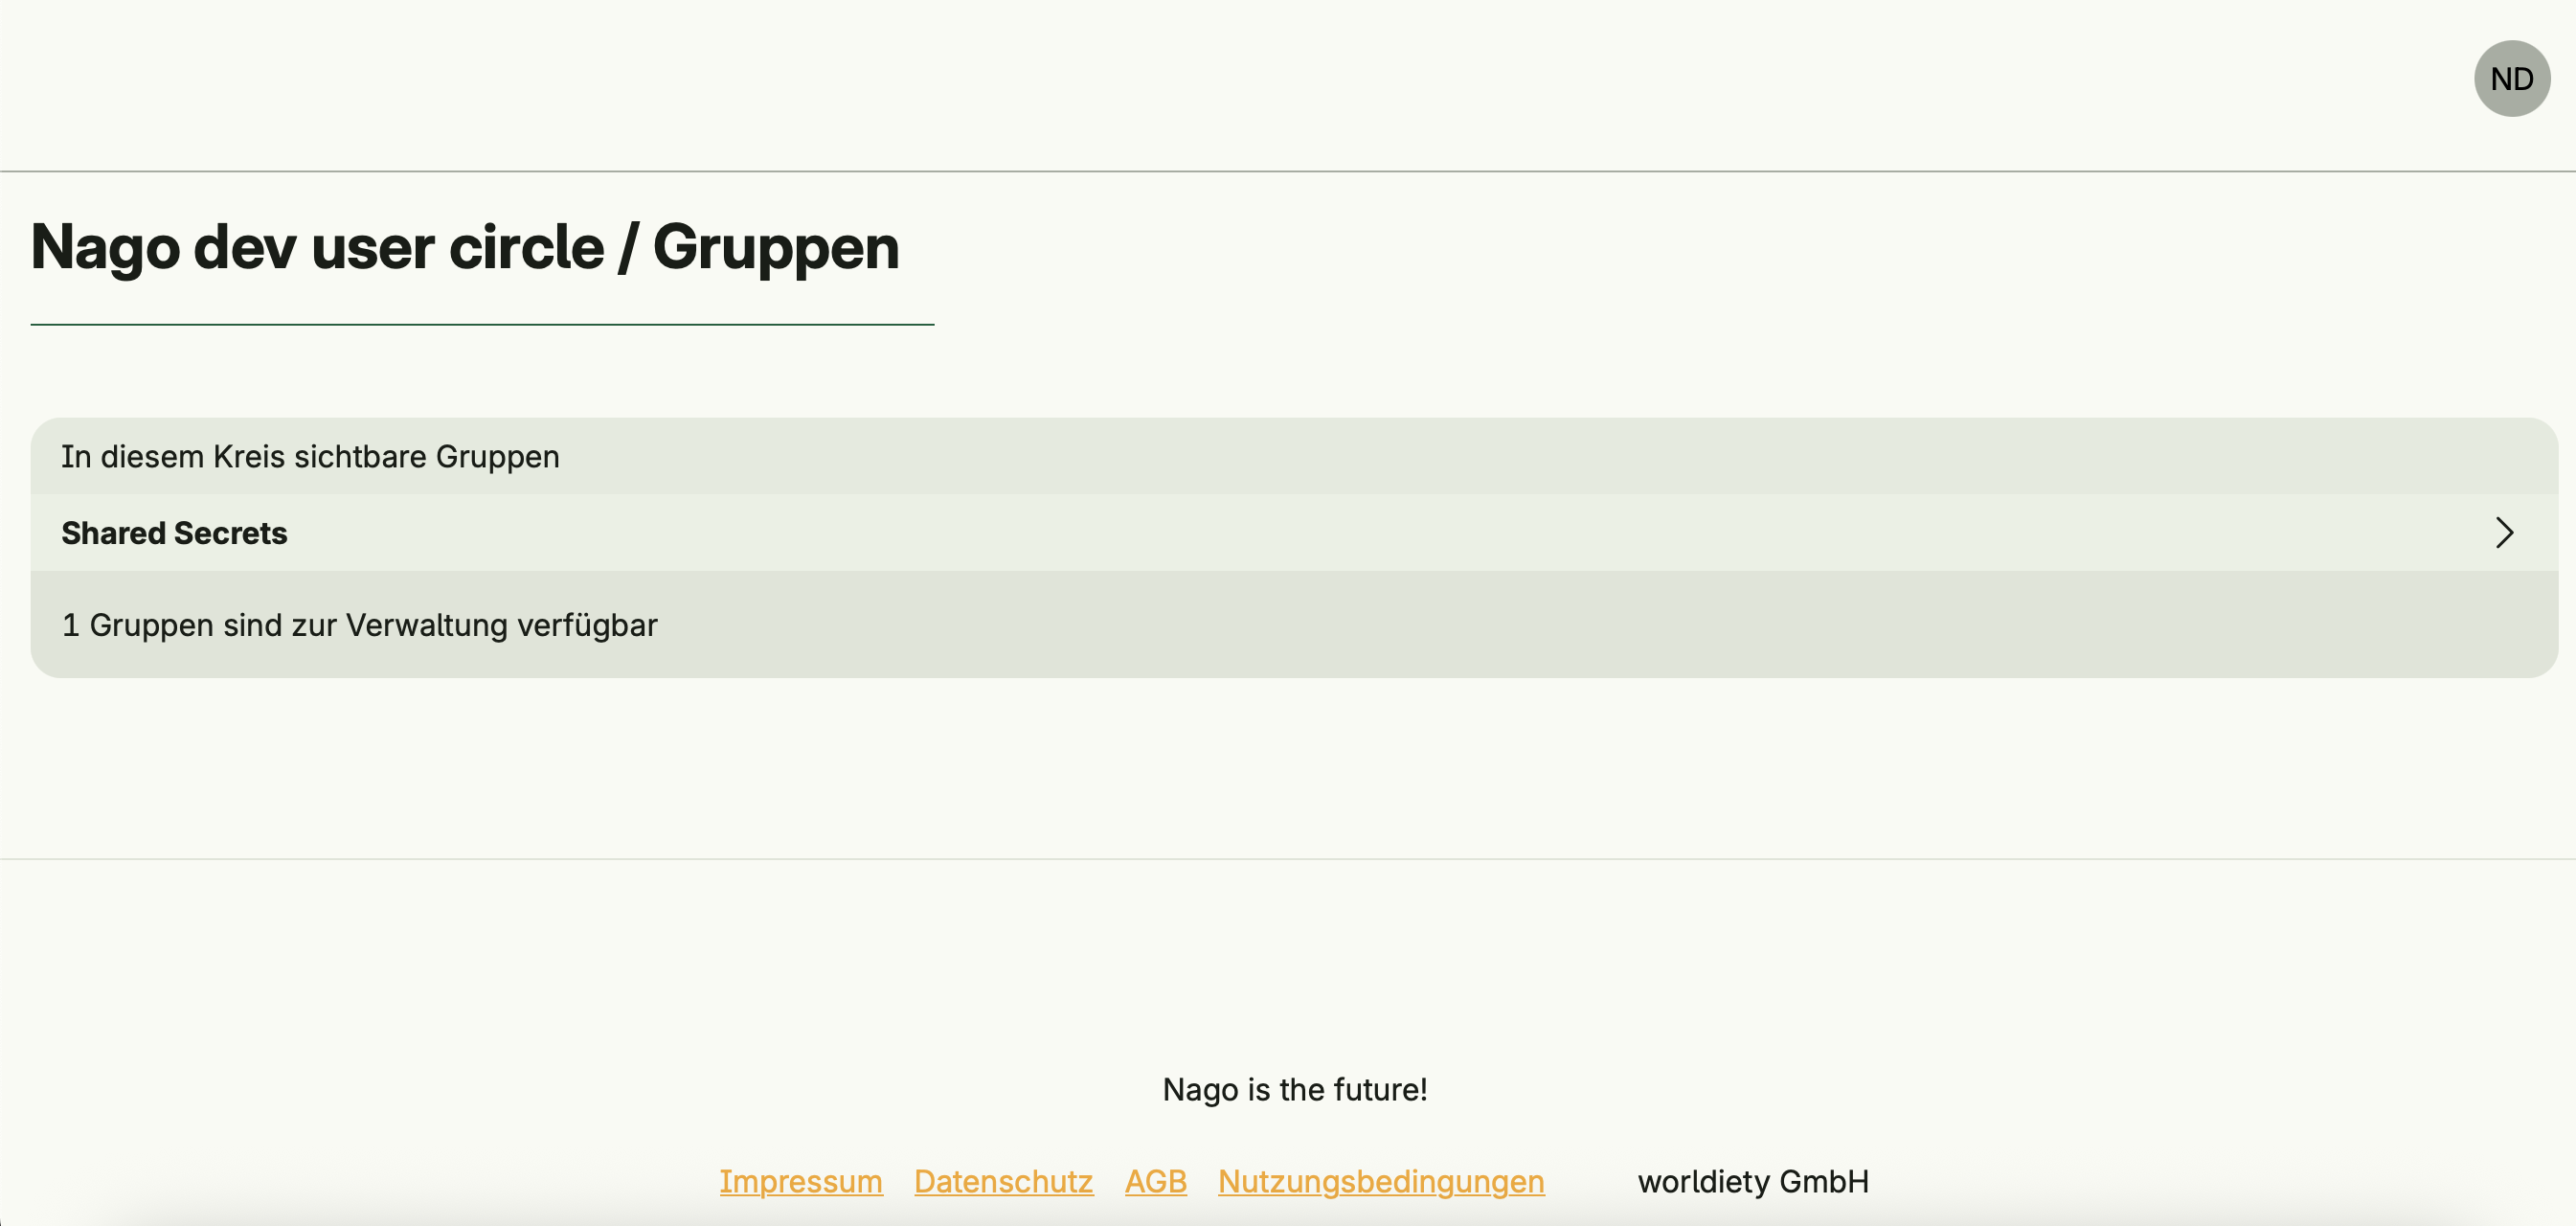 ND
Nago dev user circle / Gruppen
In diesem Kreis sichtbare Gruppen
Shared Secrets
1 Gruppen sind zur Verwaltung verfügbar
Nago is the future!
Impressum Datenschutz AGB Nutzungsbedingungen worldiety GmbH